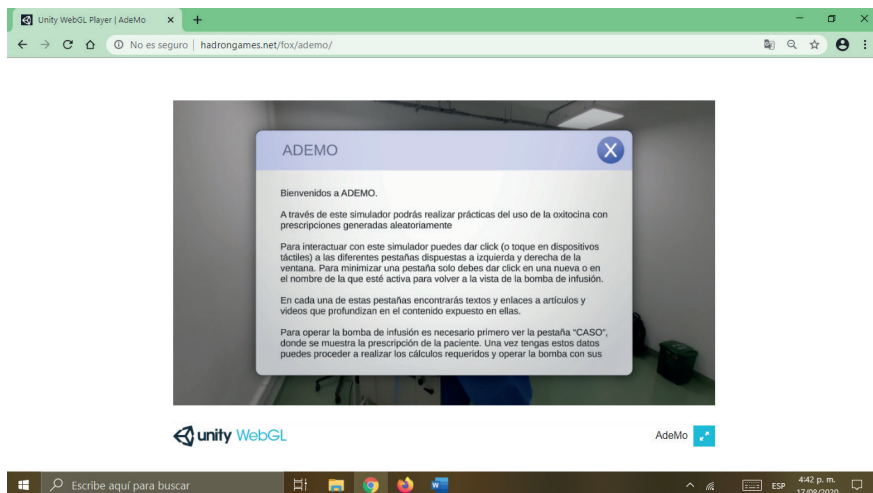 Unity WebGL Player | AdeMo
No es seguro | hadrongames.net/fox/ademo/
ADEMO
X
Bienvenidos a ADEMO.
A través de este simulador podrás realizar prácticas del uso de la oxitocina con
prescripciones generadas aleatoriamente
Para interactuar con este simulador puedes dar click (o toque en dispositivos
táctiles) a las diferentes pestañas dispuestas a izquierda y derecha de la
ventana. Para minimizar una pestaña solo debes dar click en una nueva o en
el nombre de la que esté activa para volver a la vista de la bomba de infusión.
En cada una de estas pestañas encontrarás textos y enlaces a artículos y
videos que profundizan en el contenido expuesto en ellas.
Para operar la bomba de infusión es necesario primero ver la pestaña "CASO",
donde se muestra la prescripción de la paciente. Una vez tengas estos datos
puedes proceder a realizar los cálculos requeridos y operar la bomba con sus
unity WebGL
AdeMo
Escribe aquí para buscar
ESP
4:42 p. m.
17/08/2020